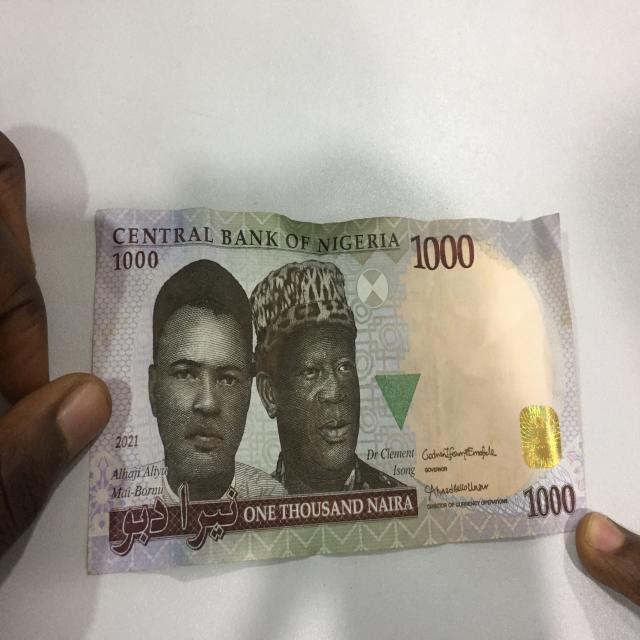 CENTRAL BANK OF NIGERIA 1000
1000
2021
Alhaji Aliyu
Mai-Bornu
Dr Clement
Isong
GOVERNOR
DIRECTOR OF CURRENCY OPERATIONS
نيرا دبو
ONE THOUSAND NAIRA
1000